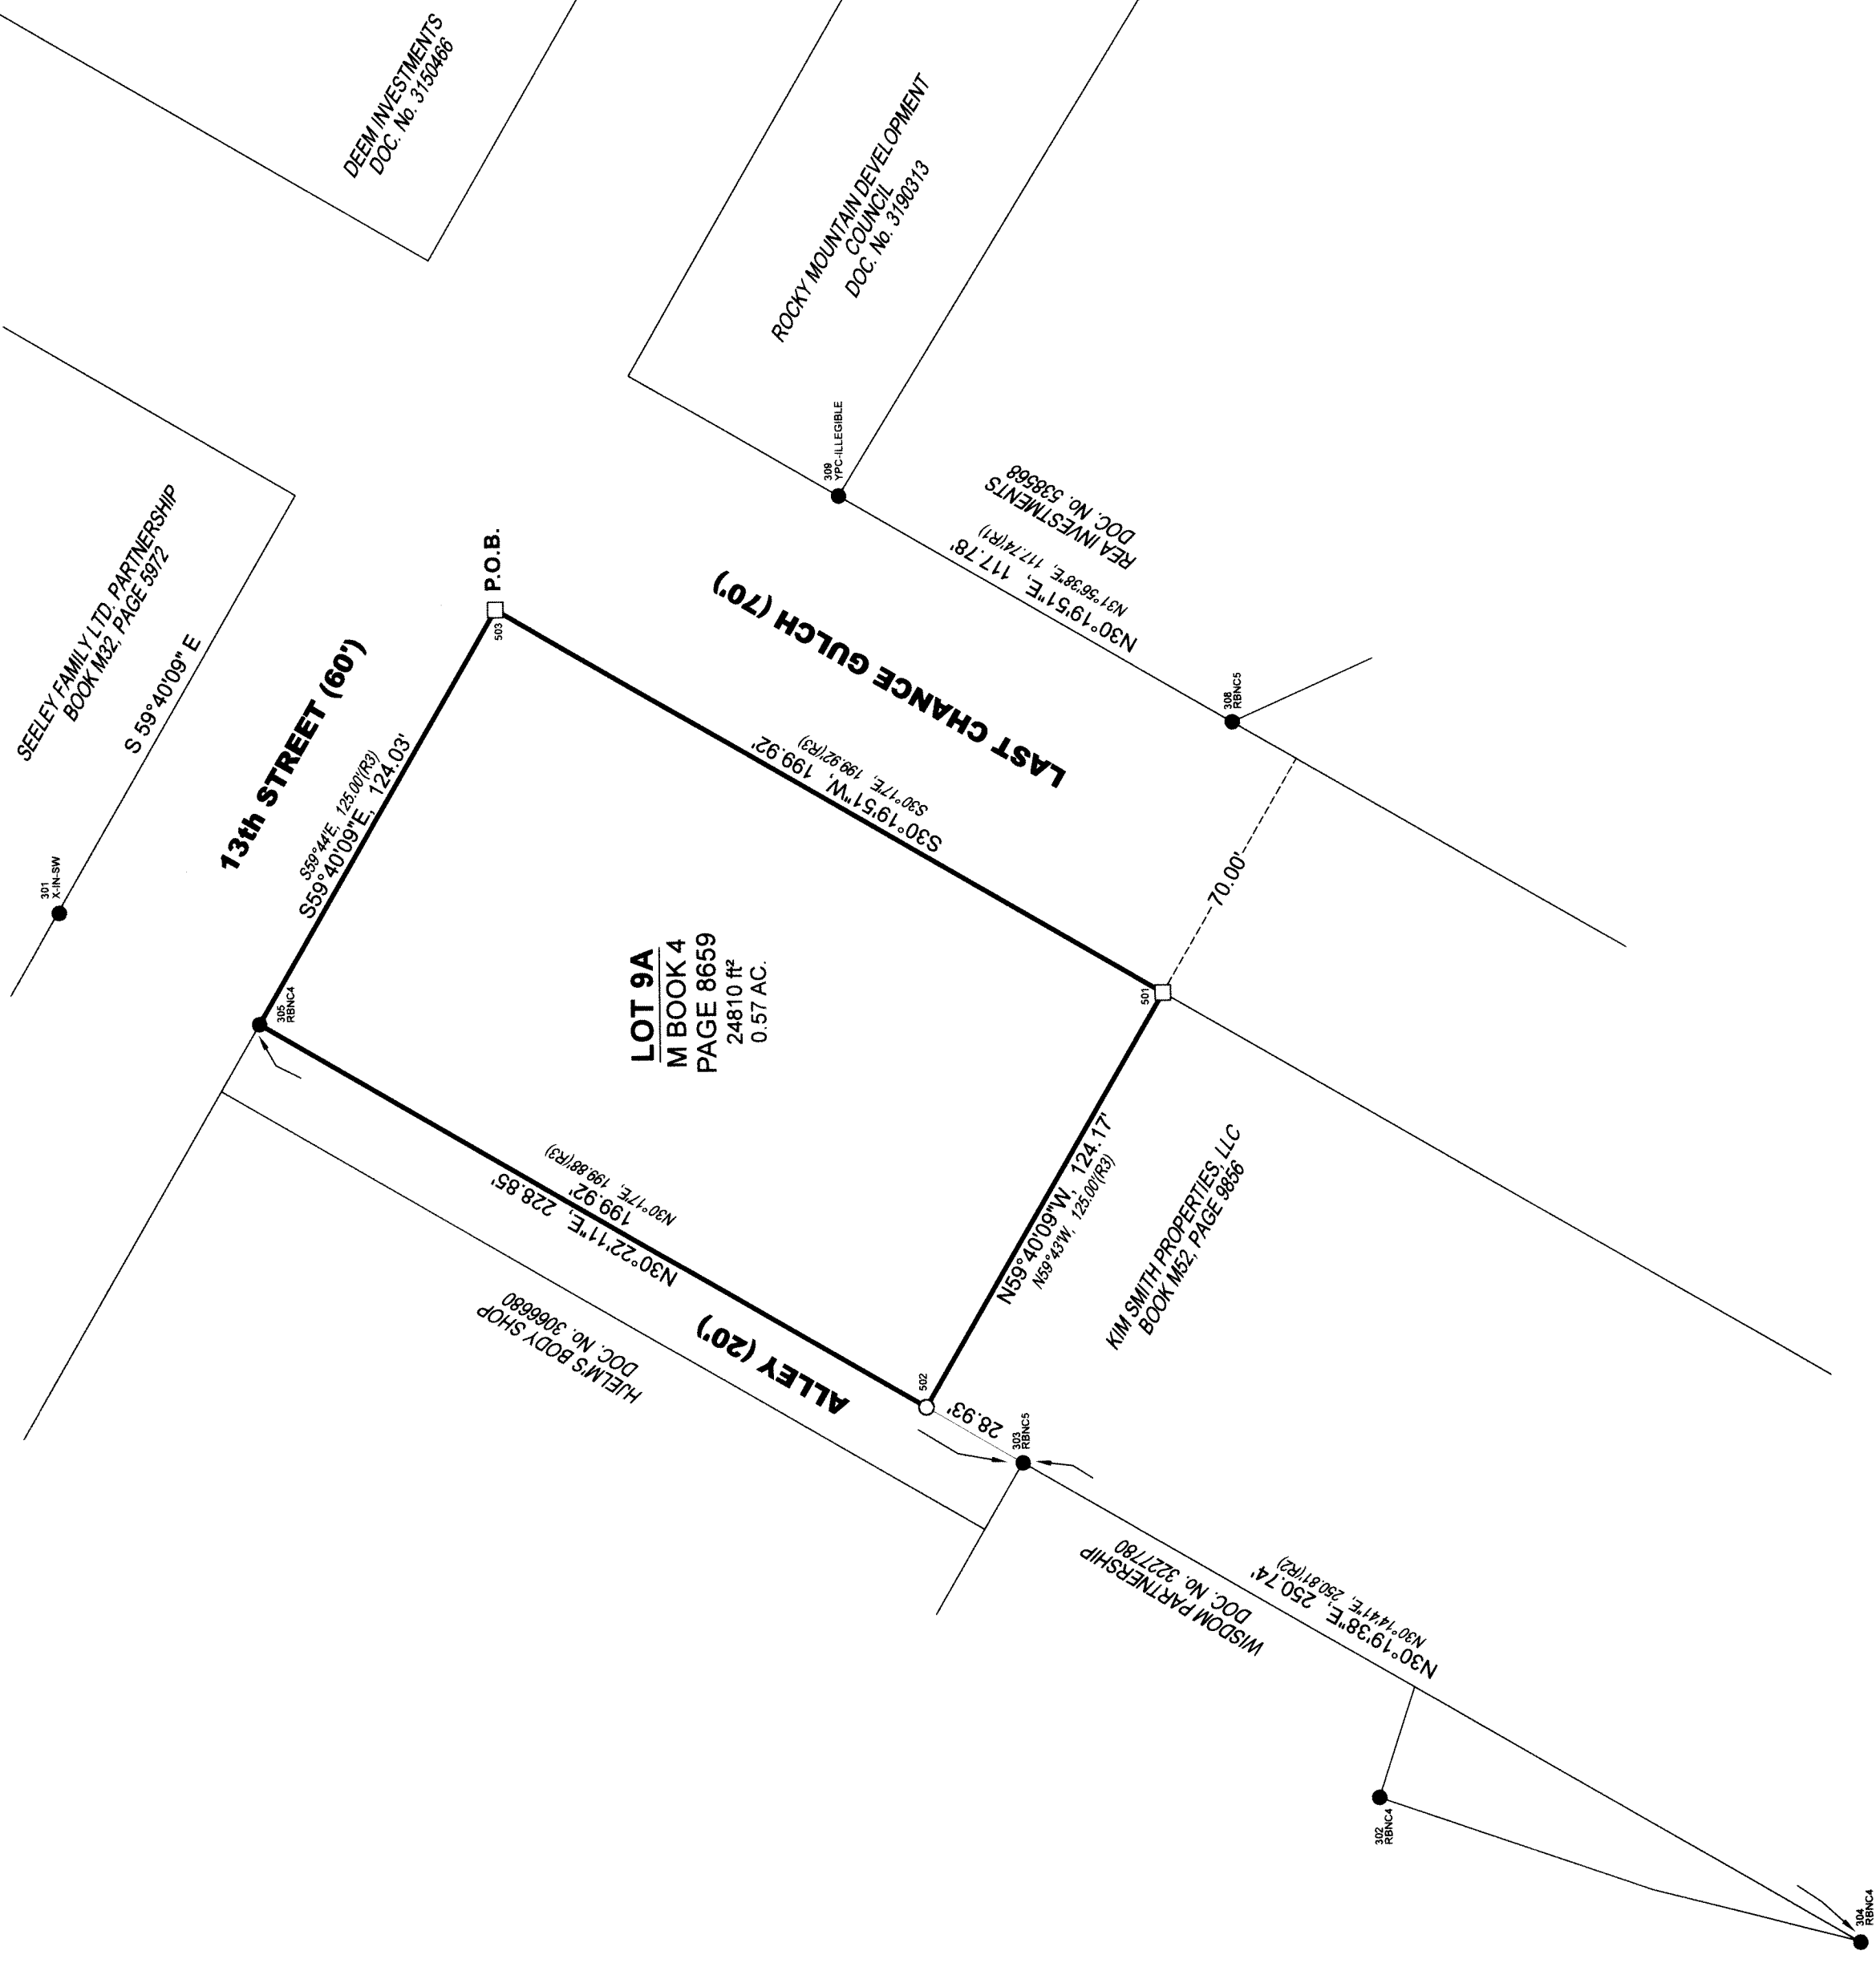 DEEM INVESTMENTS
DOC. No. 3150466
ROCKY MOUNTAIN DEVELOPMENT
COUNCIL
DOC. No. 3190313
SEELEY FAMILY LTD. PARTNERSHIP
BOOK M32, PAGE 5972
S 59°40'09" E
309
YPC-ILLEGIBLE
REA INVESTMENTS
DOC. No. 538568
N30°19'51"E, 117.78'
N31°56'38"E, 117.74'(R1)
P.O.B.
503
13th STREET (60')
S59°44'E, 125.00'(R3)
S59°40'09"E, 124.03'
301
X-IN-SW
LAST CHANCE GULCH (70')
S30°19'51"W, 199.92'
S30°17'E, 199.92'(R3)
308
RBNC5
70.00'
305
RBNC4
LOT 9A
M BOOK 4
PAGE 8659
24810 ft²
0.57 AC.
501
N30°17'E, 199.88'(R3)
199.92'
N30°22'11"E, 228.85'
N59°40'09"W, 124.17'
N59°43'W, 125.00'(R3)
KIM SMITH PROPERTIES, LLC
BOOK M52, PAGE 9856
HJELM'S BODY SHOP
DOC. No. 3066680
ALLEY (20')
502
28.93'
303
RBNC5
WISDOM PARTNERSHIP
DOC. No. 3227780
N30°19'38"E, 250.74'
N30°14'41"E, 250.81'(R2)
302
RBNC4
304
RBNC4